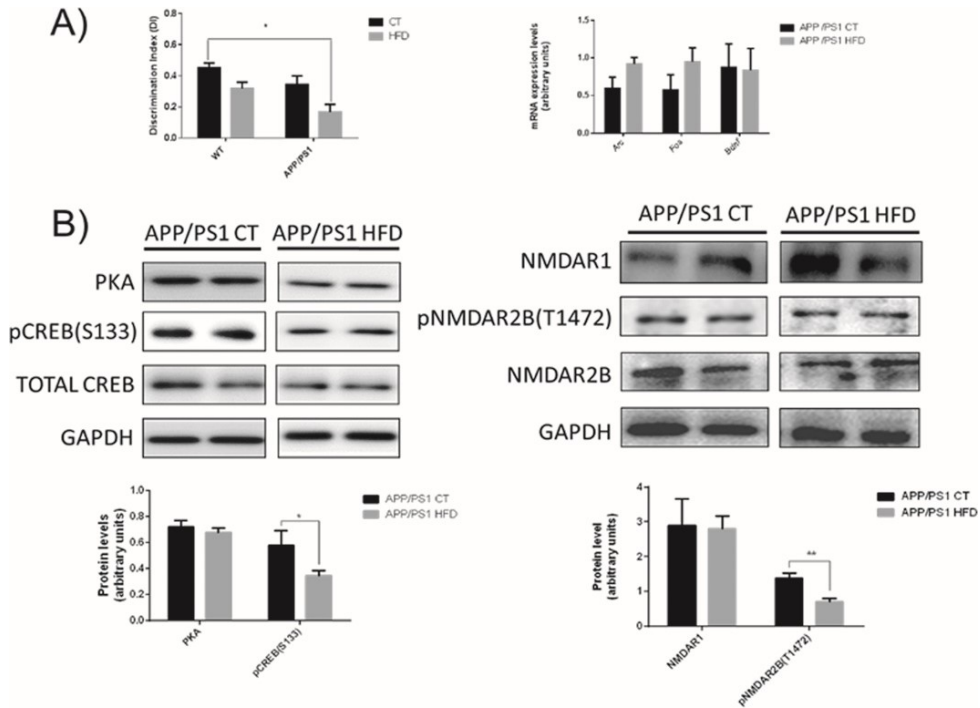 A)
Discrimination Index (DI)
0.8
0.6
0.4
0.2
0.0
WT
APP/PS1
*
CT
HFD
mRNA expression levels
(arbitrary units)
1.5
1.0
0.5
0.0
Arc
Fos
Bdnf
APP/PS1 CT
APP/PS1 HFD
B)
APP/PS1 CT APP/PS1 HFD
PKA
pCREB(S133)
TOTAL CREB
GAPDH
APP/PS1 CT APP/PS1 HFD
NMDAR1
pNMDAR2B(T1472)
NMDAR2B
GAPDH
Protein levels
(arbitrary units)
1.0
0.8
0.6
0.4
0.2
0.0
PKA
pCREB(S133)
*
APP/PS1 CT
APP/PS1 HFD
Protein level
(arbitrary units)
4
3
2
1
0
NMDAR1
pNMDAR2B(T1472)
**
APP/PS1 CT
APP/PS1 HFD